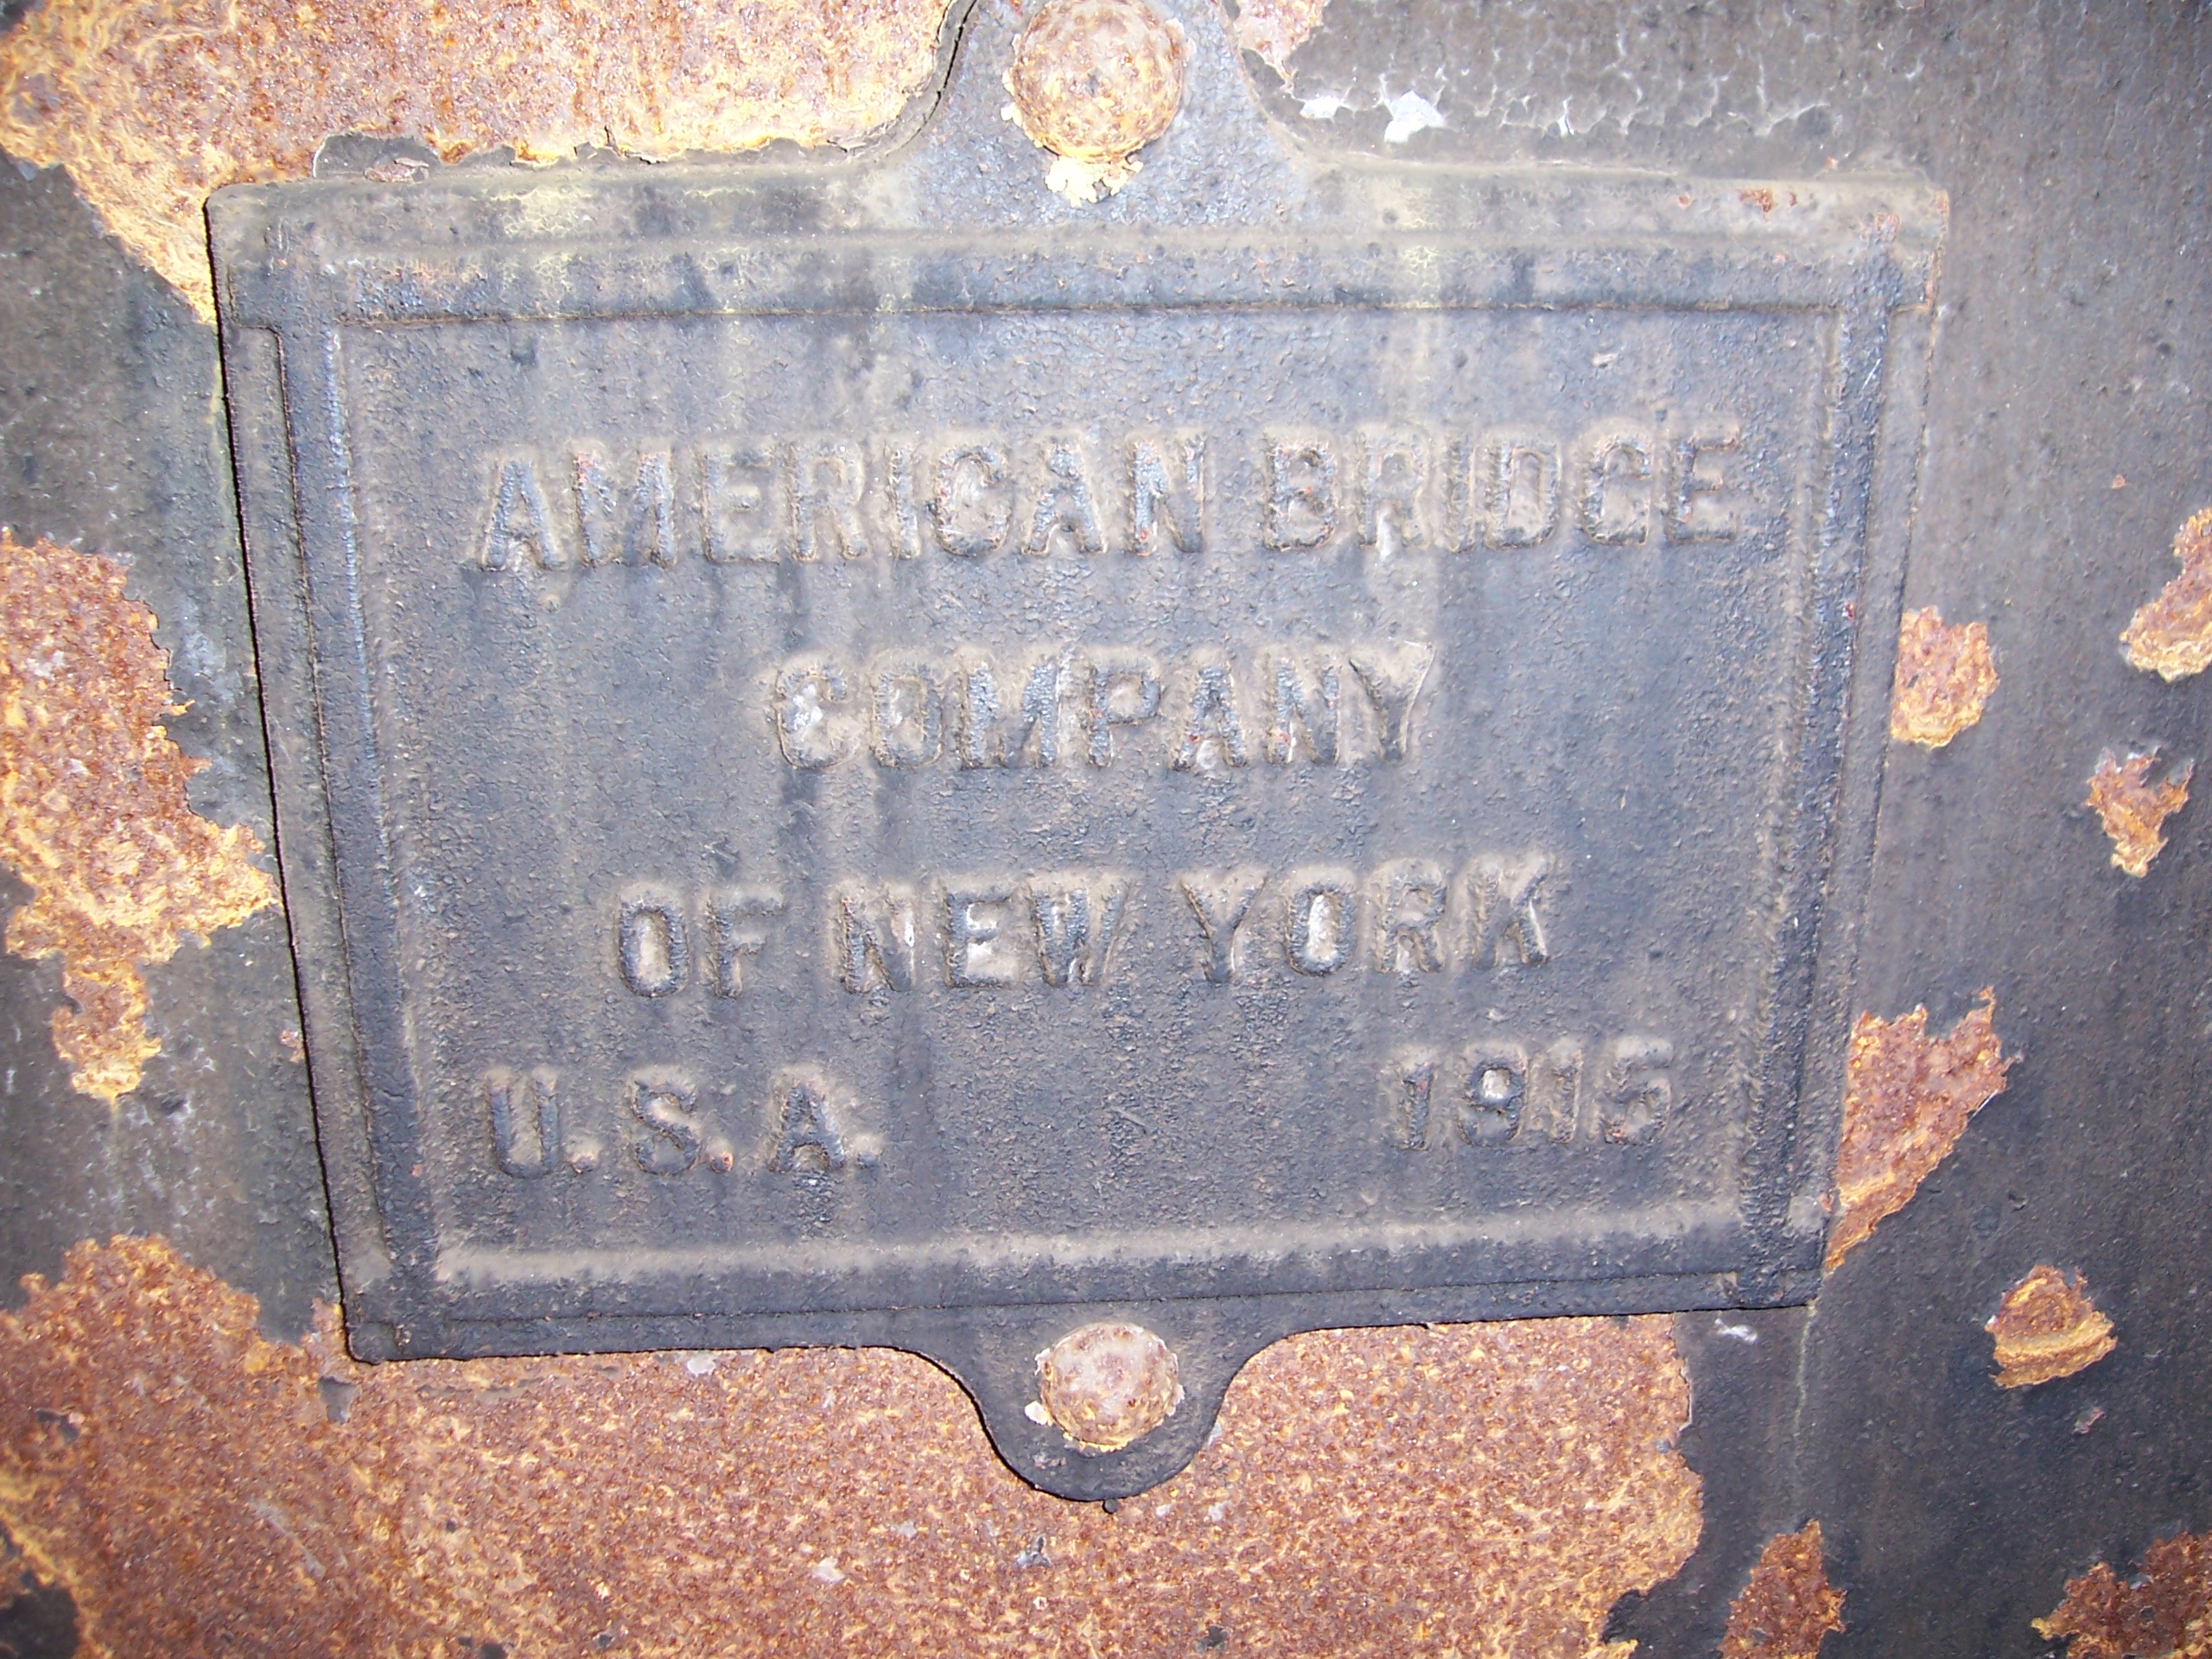 AMERICAN BRIDGE
COMPANY
OF NEW YORK
U.S.A. 1915